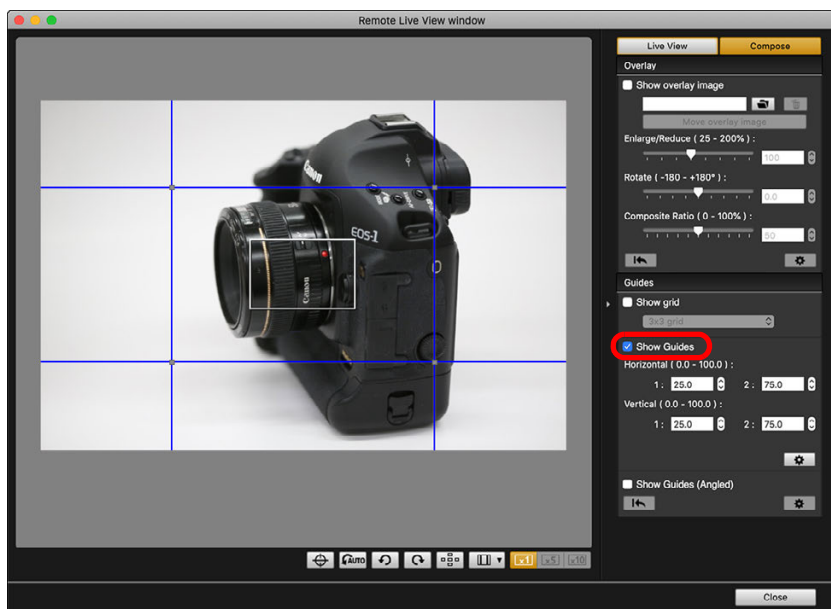 Remote Live View window
Live View
Compose
Overlay
Show overlay image
Move overlay image
Enlarge/Reduce ( 25 - 200% ) :
100
Rotate ( -180 - +180° ) :
0.0
Composite Ratio ( 0 - 100% ) :
50
Guides
Show grid
3x3 grid
Show Guides
Horizontal ( 0.0 - 100.0 ) :
1 : 25.0 2 : 75.0
Vertical ( 0.0 - 100.0 ) :
1 : 25.0 2 : 75.0
Show Guides (Angled)
Canon
EOS-1
Canon
AUTO
x1 x5 x10
Close